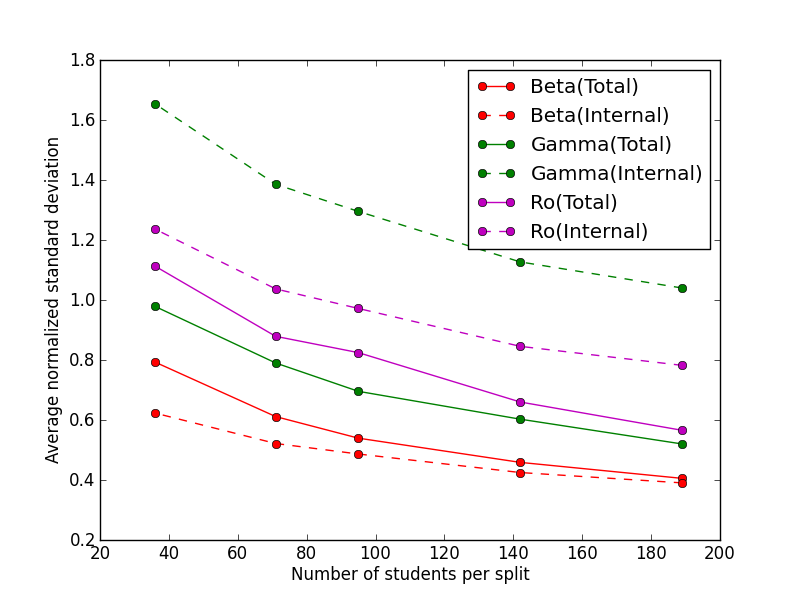 1.8
1.6
1.4
1.2
1.0
0.8
0.6
0.4
0.2
Average normalized standard deviation
Beta(Total)
Beta(Internal)
Gamma(Total)
Gamma(Internal)
Ro(Total)
Ro(Internal)
20 40 60 80 100 120 140 160 180 200
Number of students per split